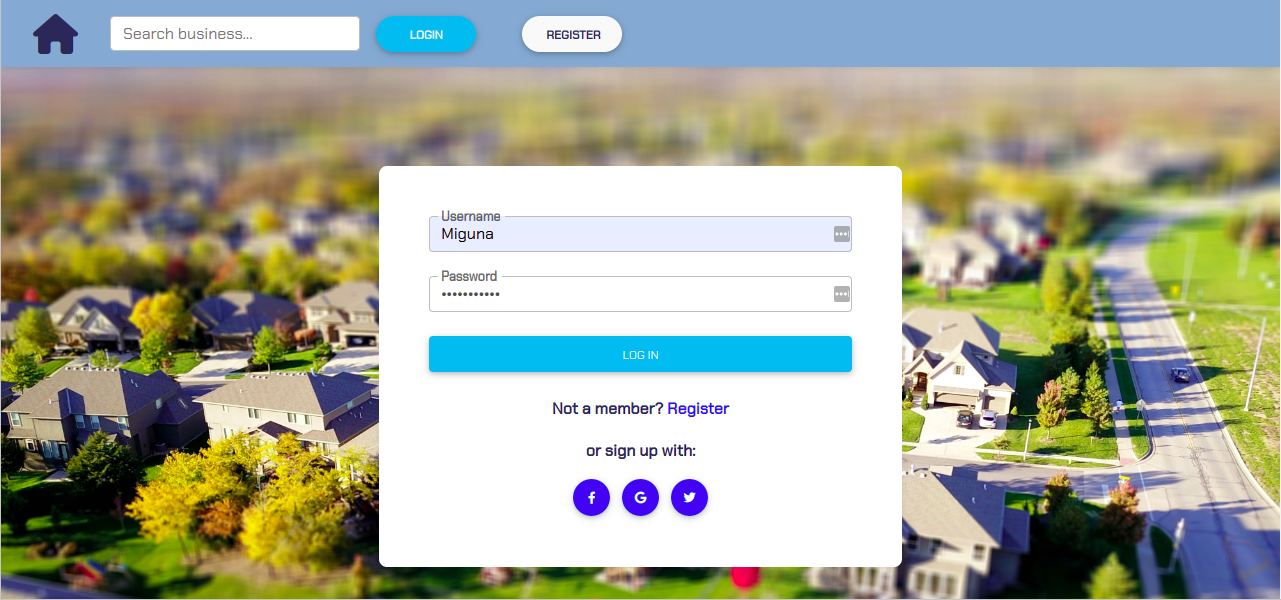 Search business...
LOGIN
REGISTER
Username
Miguna
Password
•••••••••••
LOG IN
Not a member? Register
or sign up with: